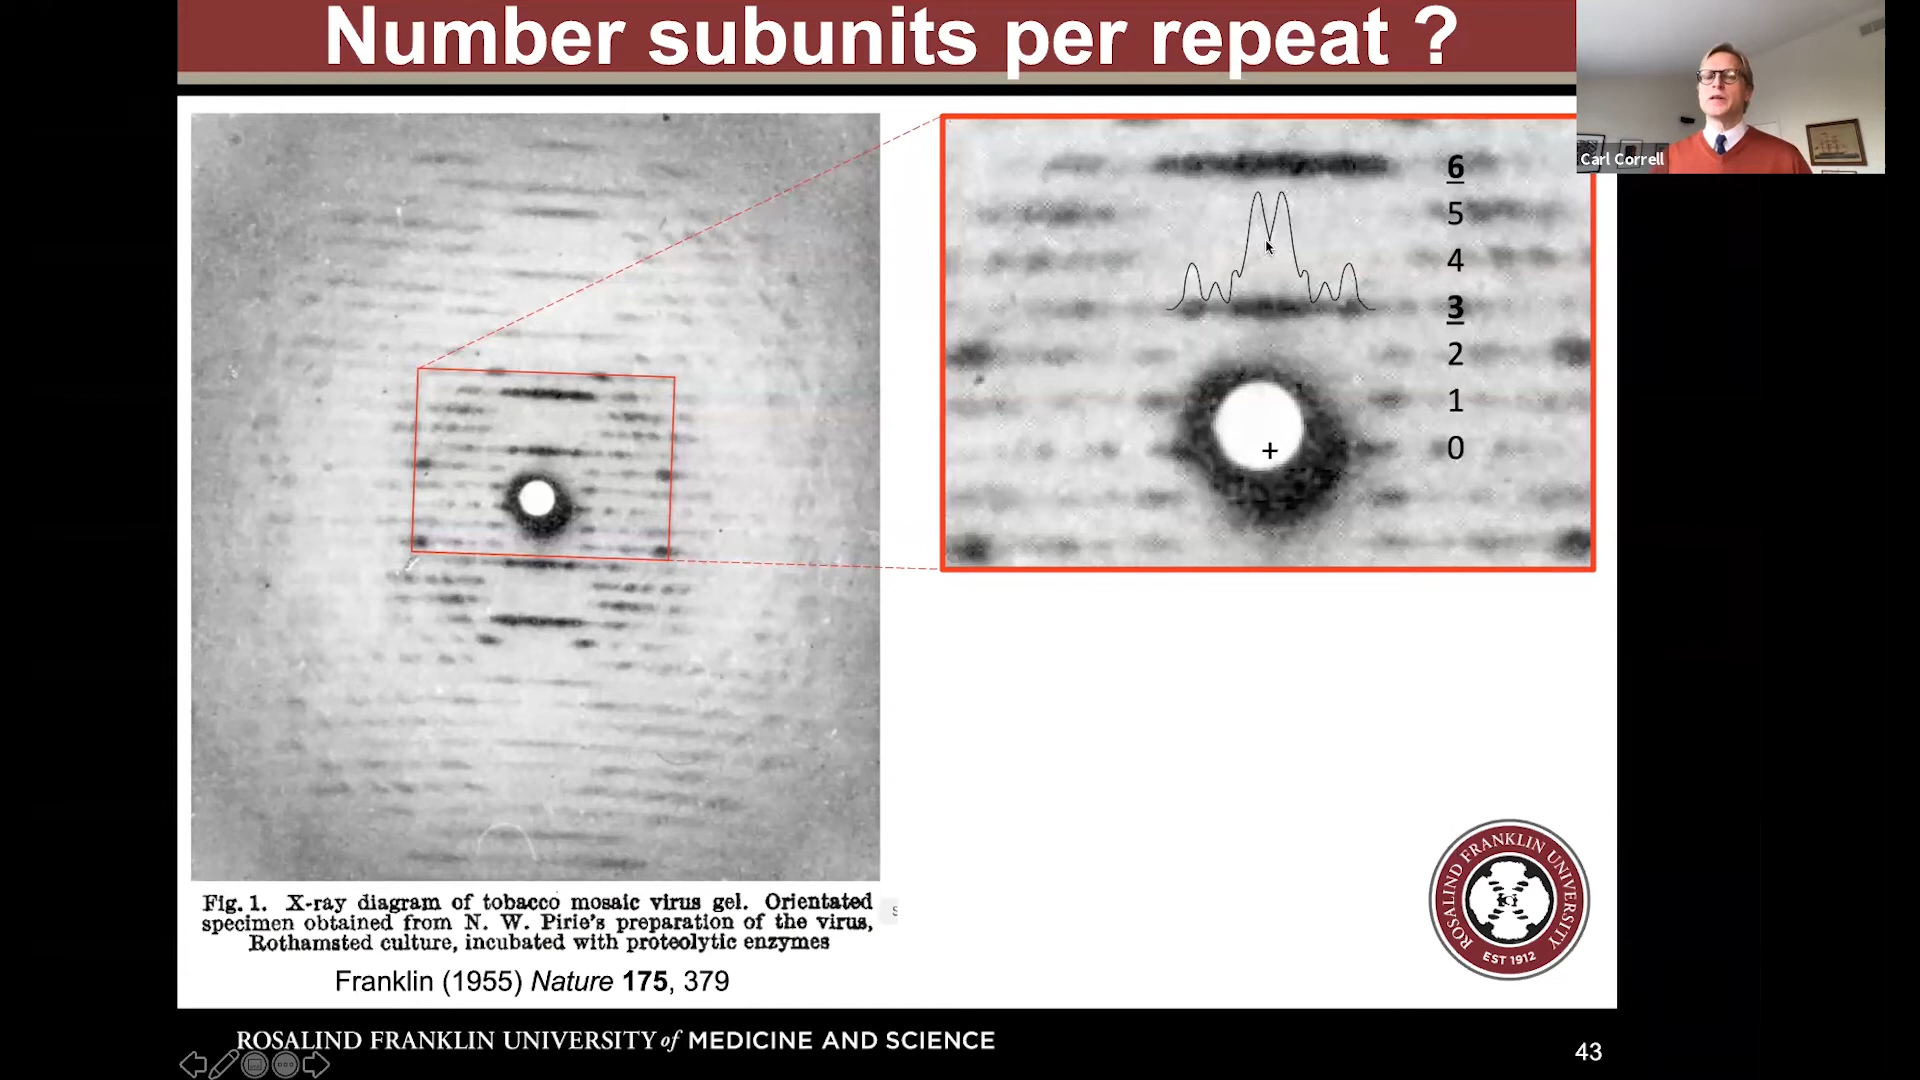 Number subunits per repeat ?
Carl Correll
6
5
4
3
2
1
0
+
Fig. 1. X-ray diagram of tobacco mosaic virus gel. Orientated
specimen obtained from N. W. Pirie's preparation of the virus,
Rothamsted culture, incubated with proteolytic enzymes
s
Franklin (1955) Nature 175, 379
ROSALIND FRANKLIN UNIVERSITY
EST 1912
ROSALIND FRANKLIN UNIVERSITY of MEDICINE AND SCIENCE
43